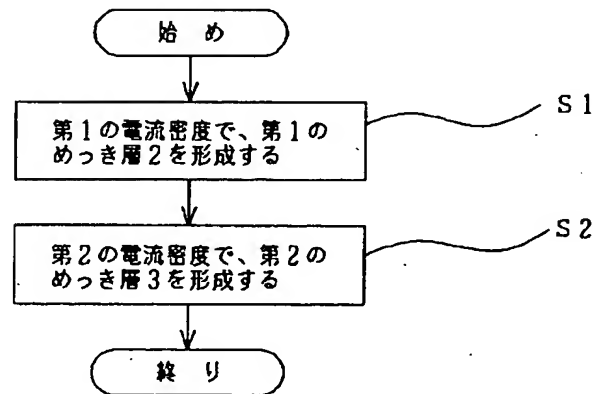 始め
第1の電流密度で、第1の
めっき層2を形成する
S1
第2の電流密度で、第2の
めっき層3を形成する
S2
終り